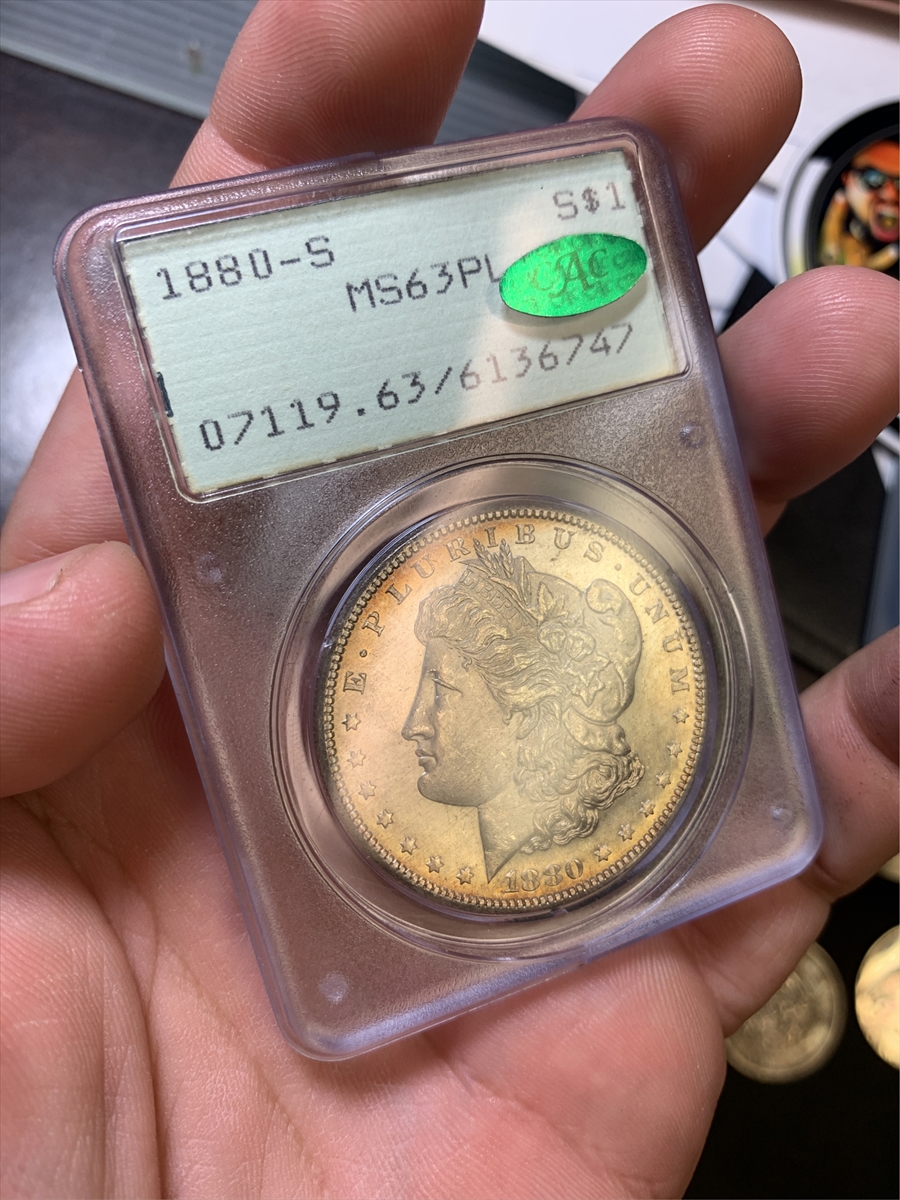 1880-S
S$1
MS63PL
CAC
07119.63/6136747
E · PLURIBUS · UNUM
1880